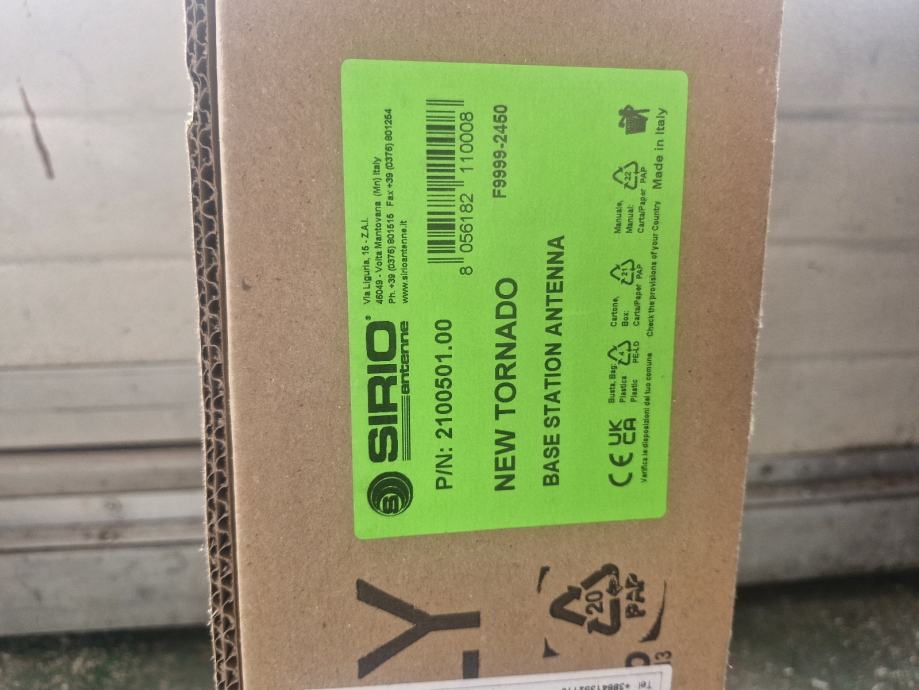 SIRIO®
antenne
Via Liguria, 15 - Z.A.I.
46049 - Volta Mantovana (Mn) Italy
Ph. +39 (0376) 801515 Fax +39 (0376) 801254
www.sirioantenne.it
P/N: 2100501.00
8 056182 110008
NEW TORNADO
F9999-2450
BASE STATION ANTENNA
CE UK CA
Busta, Bag:
Plastica
Plastic
4
PE-LD
Cartone,
Box:
Carta/Paper
21
PAP
Manuale,
Manual:
Carta/Paper
22
PAP
Verifica le disposizioni del tuo comune
Check the provisions of your Country
Made in Italy
LY
20
PAP